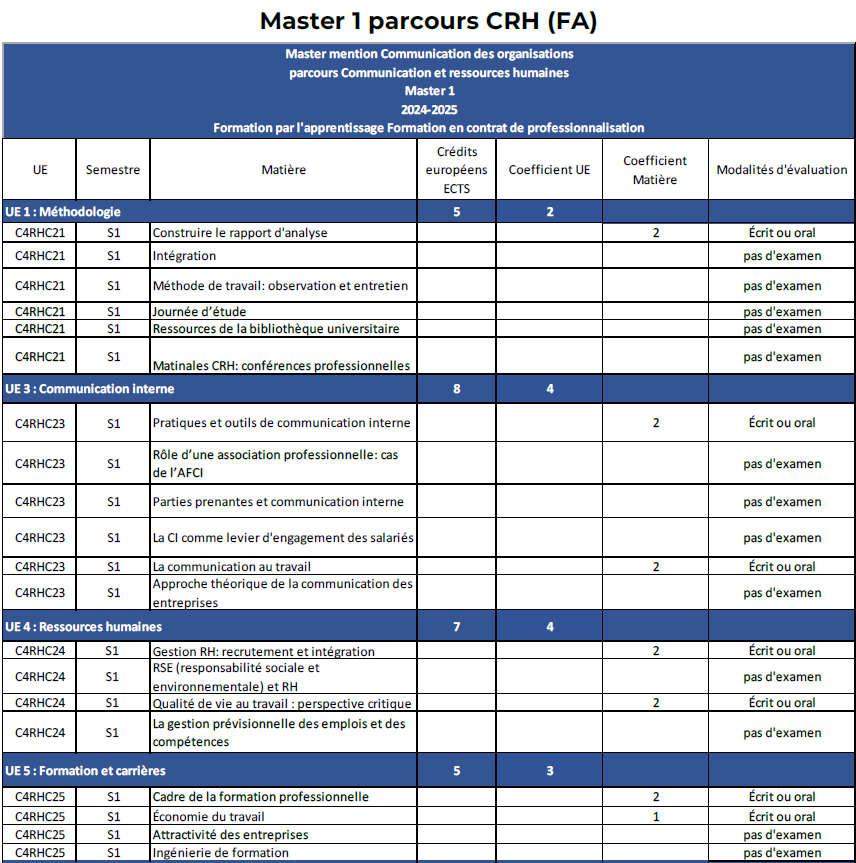 Master 1 parcours CRH (FA)
Master mention Communication des organisations
parcours Communication et ressources humaines
Master 1
2024-2025
Formation par l'apprentissage Formation en contrat de professionnalisation
UE Semestre Matière Crédits européens ECTS Coefficient UE Coefficient Matière Modalités d'évaluation
UE 1 : Méthodologie 5 2
C4RHC21 S1 Construire le rapport d'analyse 2 Écrit ou oral
C4RHC21 S1 Intégration pas d'examen
C4RHC21 S1 Méthode de travail: observation et entretien pas d'examen
C4RHC21 S1 Journée d’étude pas d'examen
C4RHC21 S1 Ressources de la bibliothèque universitaire pas d'examen
C4RHC21 S1 Matinales CRH: conférences professionnelles pas d'examen
UE 3 : Communication interne 8 4
C4RHC23 S1 Pratiques et outils de communication interne 2 Écrit ou oral
C4RHC23 S1 Rôle d’une association professionnelle: cas de l’AFCI pas d'examen
C4RHC23 S1 Parties prenantes et communication interne pas d'examen
C4RHC23 S1 La CI comme levier d'engagement des salariés pas d'examen
C4RHC23 S1 La communication au travail 2 Écrit ou oral
C4RHC23 S1 Approche théorique de la communication des entreprises pas d'examen
UE 4 : Ressources humaines 7 4
C4RHC24 S1 Gestion RH: recrutement et intégration 2 Écrit ou oral
C4RHC24 S1 RSE (responsabilité sociale et environnementale) et RH pas d'examen
C4RHC24 S1 Qualité de vie au travail : perspective critique 2 Écrit ou oral
C4RHC24 S1 La gestion prévisionnelle des emplois et des compétences pas d'examen
UE 5 : Formation et carrières 5 3
C4RHC25 S1 Cadre de la formation professionnelle 2 Écrit ou oral
C4RHC25 S1 Économie du travail 1 Écrit ou oral
C4RHC25 S1 Attractivité des entreprises pas d'examen
C4RHC25 S1 Ingénierie de formation pas d'examen